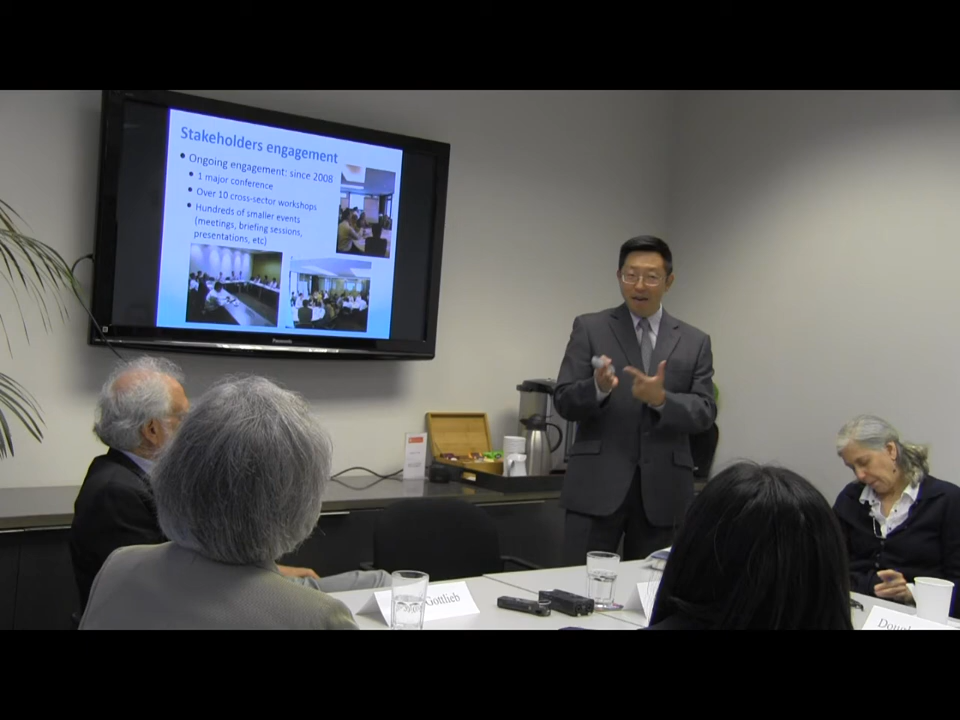 Stakeholders engagement
• Ongoing engagement: since 2008
• 1 major conference
• Over 10 cross-sector workshops
• Hundreds of smaller events
(meetings, briefing sessions,
presentations, etc)
Panasonic
Gottlieb